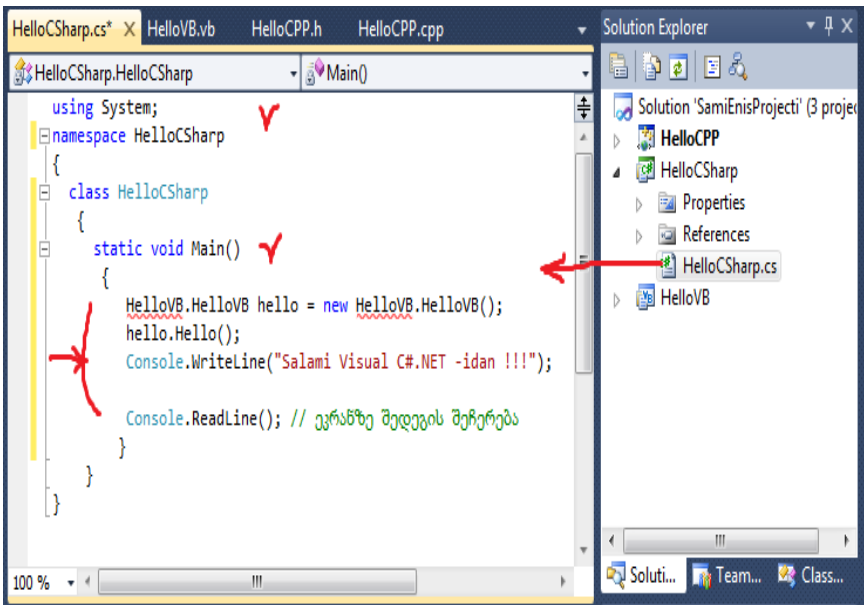 HelloCSharp.cs* HelloVB.vb HelloCPP.h HelloCPP.cpp
HelloCSharp.HelloCSharp Main()
using System;
namespace HelloCSharp
{
class HelloCSharp
{
static void Main()
{
HelloVB.HelloVB hello = new HelloVB.HelloVB();
hello.Hello();
Console.WriteLine("Salami Visual C#.NET -idan !!!");
Console.ReadLine(); // ეკრანზე შედეგის შეჩერება
}
}
}
100 %
Solution Explorer
Solution 'SamiEnisProjecti' (3 projec
HelloCPP
HelloCSharp
Properties
References
HelloCSharp.cs
HelloVB
Soluti... Team... Class...